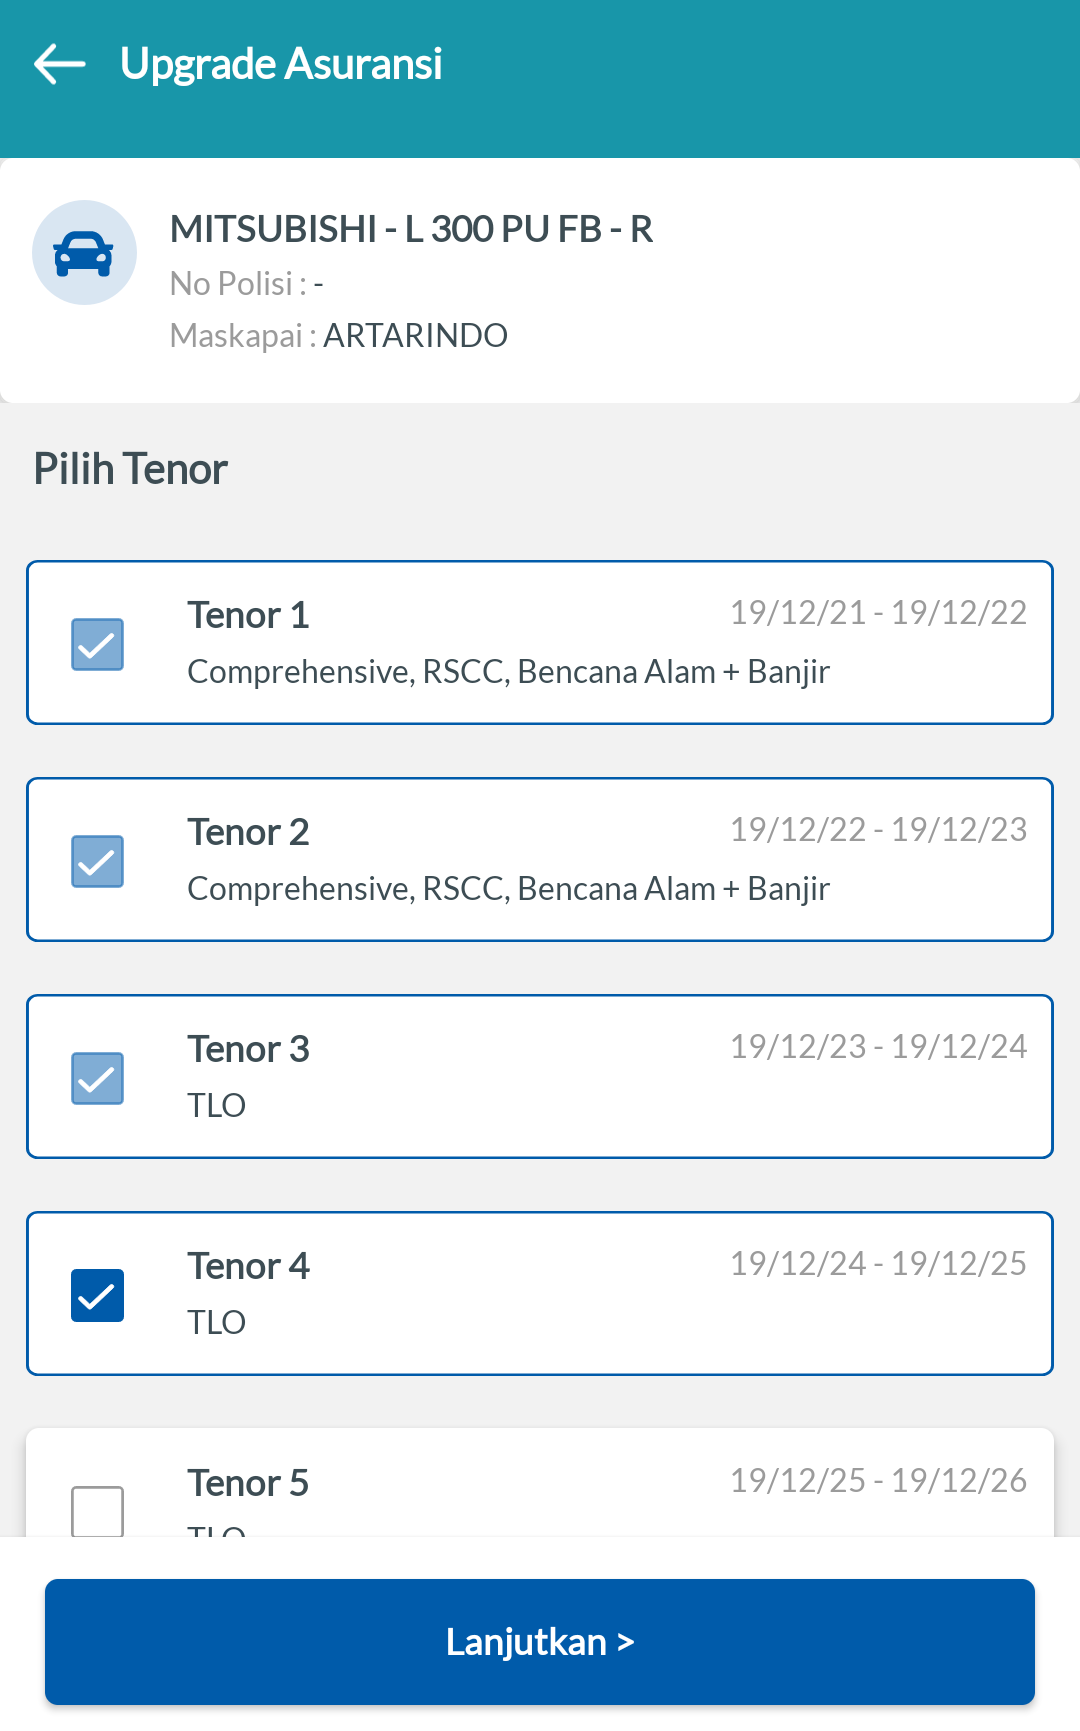 Upgrade Asuransi
MITSUBISHI - L 300 PU FB - R
No Polisi : -
Maskapai : ARTARINDO
Pilih Tenor
Tenor 1 19/12/21 - 19/12/22
Comprehensive, RSCC, Bencana Alam + Banjir
Tenor 2 19/12/22 - 19/12/23
Comprehensive, RSCC, Bencana Alam + Banjir
Tenor 3 19/12/23 - 19/12/24
TLO
Tenor 4 19/12/24 - 19/12/25
TLO
Tenor 5 19/12/25 - 19/12/26
TLO
Lanjutkan >